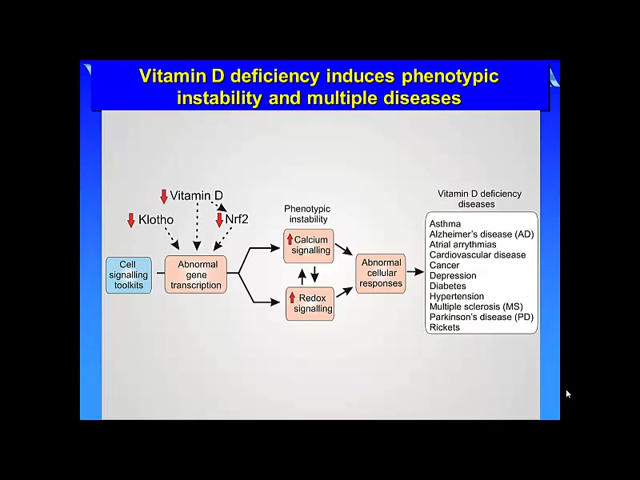 Vitamin D deficiency induces phenotypic
instability and multiple diseases
Vitamin D
Klotho
Nrf2
Cell
signalling
toolkits
Abnormal
gene
transcription
Phenotypic
instability
Calcium
signalling
Redox
signalling
Abnormal
cellular
responses
Vitamin D deficiency
diseases
Asthma
Alzheimer's disease (AD)
Atrial arrythmias
Cardiovascular disease
Cancer
Depression
Diabetes
Hypertension
Multiple sclerosis (MS)
Parkinson's disease (PD)
Rickets